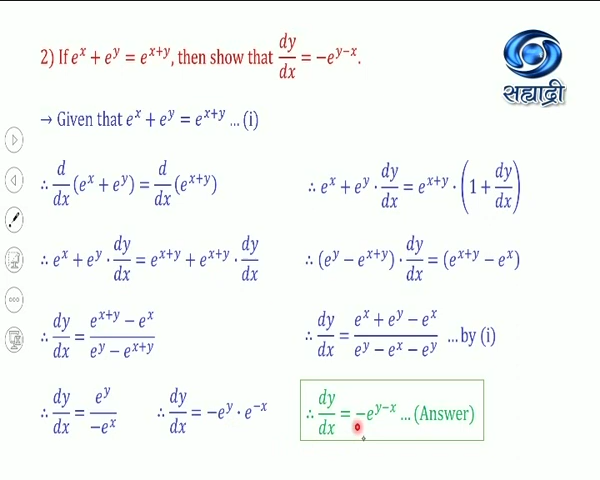 2) If e^x + e^y = e^{x+y}, then show that dy/dx = −e^{y−x}.
सह्याद्री
→ Given that e^x + e^y = e^{x+y} ... (i)
∴ d/dx (e^x + e^y) = d/dx (e^{x+y})
∴ e^x + e^y · dy/dx = e^{x+y} · (1 + dy/dx)
∴ e^x + e^y · dy/dx = e^{x+y} + e^{x+y} · dy/dx
∴ (e^y − e^{x+y}) · dy/dx = (e^{x+y} − e^x)
∴ dy/dx = (e^{x+y} − e^x)/(e^y − e^{x+y})
∴ dy/dx = (e^x + e^y − e^x)/(e^y − e^x − e^y) ... by (i)
∴ dy/dx = e^y/(−e^x)
∴ dy/dx = −e^y · e^{−x}
∴ dy/dx = −e^{y−x} ... (Answer)